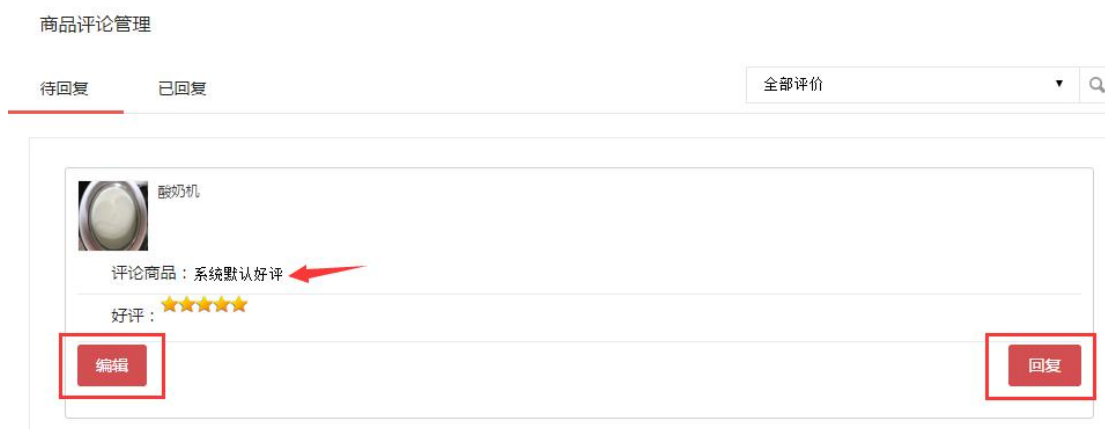 商品评论管理
待回复 已回复 全部评价
酸奶机
评论商品：系统默认好评
好评：
编辑 回复